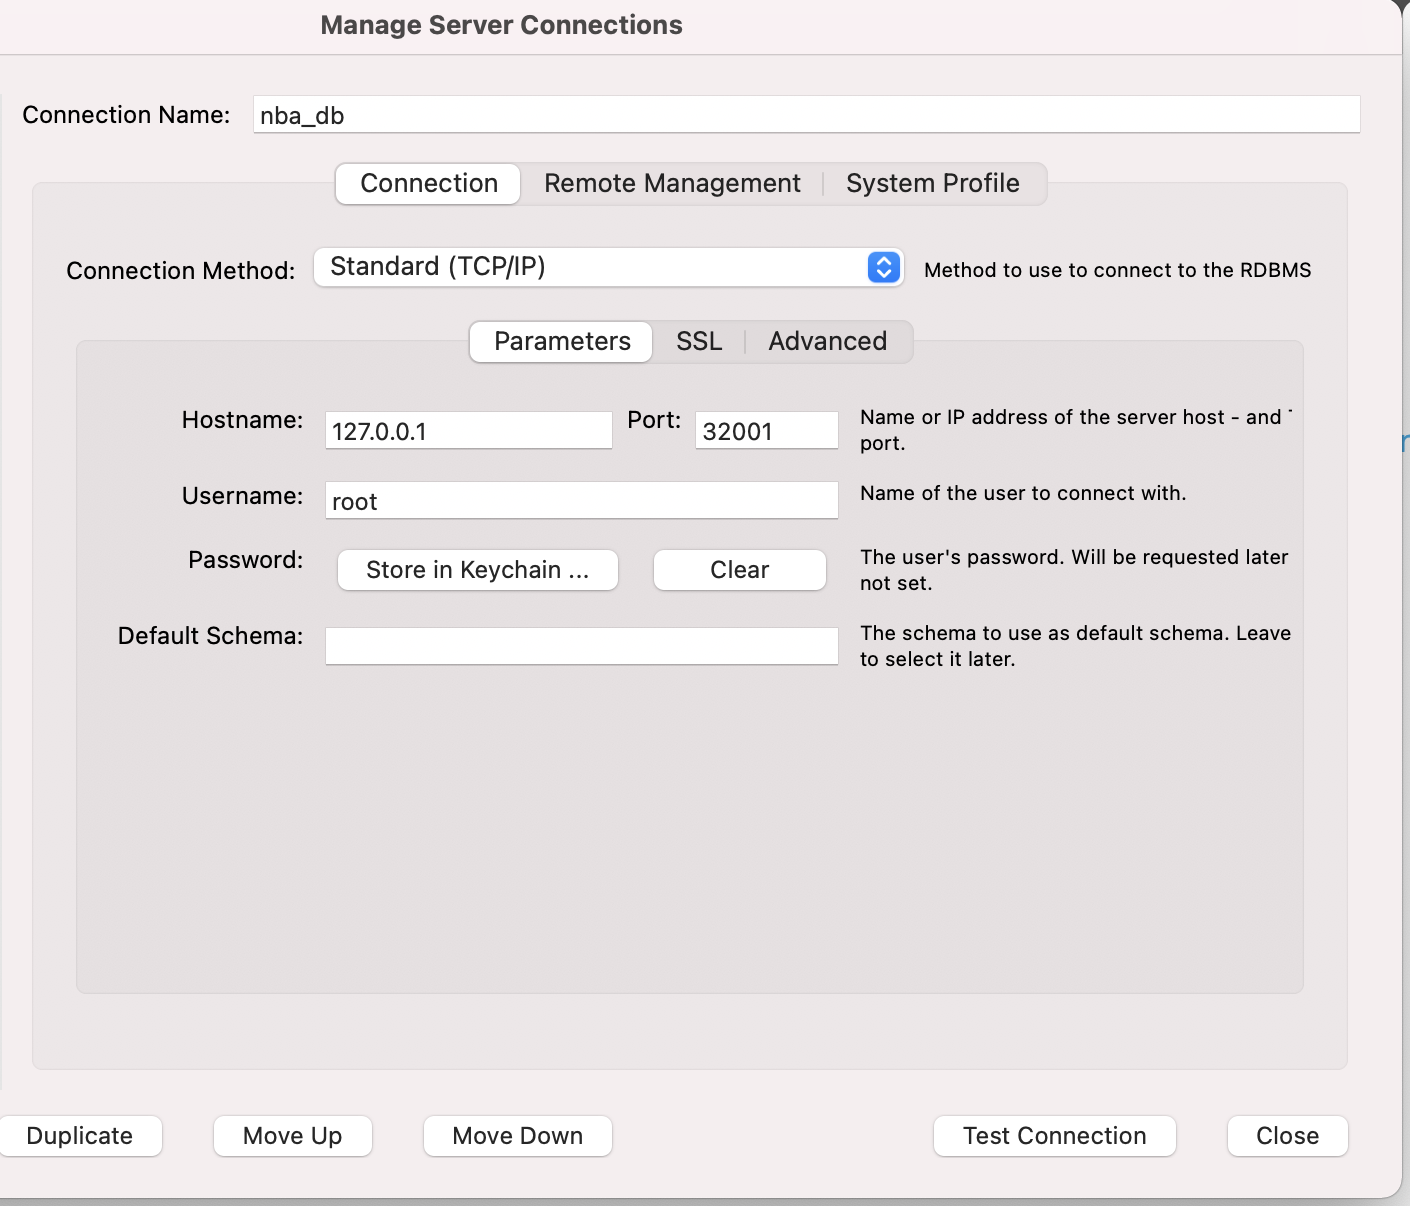 Manage Server Connections
Connection Name: nba_db
Connection Remote Management System Profile
Connection Method: Standard (TCP/IP) Method to use to connect to the RDBMS
Parameters SSL Advanced
Hostname: 127.0.0.1 Port: 32001 Name or IP address of the server host - and
port.
Username: root Name of the user to connect with.
Password: Store in Keychain ... Clear The user's password. Will be requested later
not set.
Default Schema: The schema to use as default schema. Leave
to select it later.
Duplicate Move Up Move Down Test Connection Close